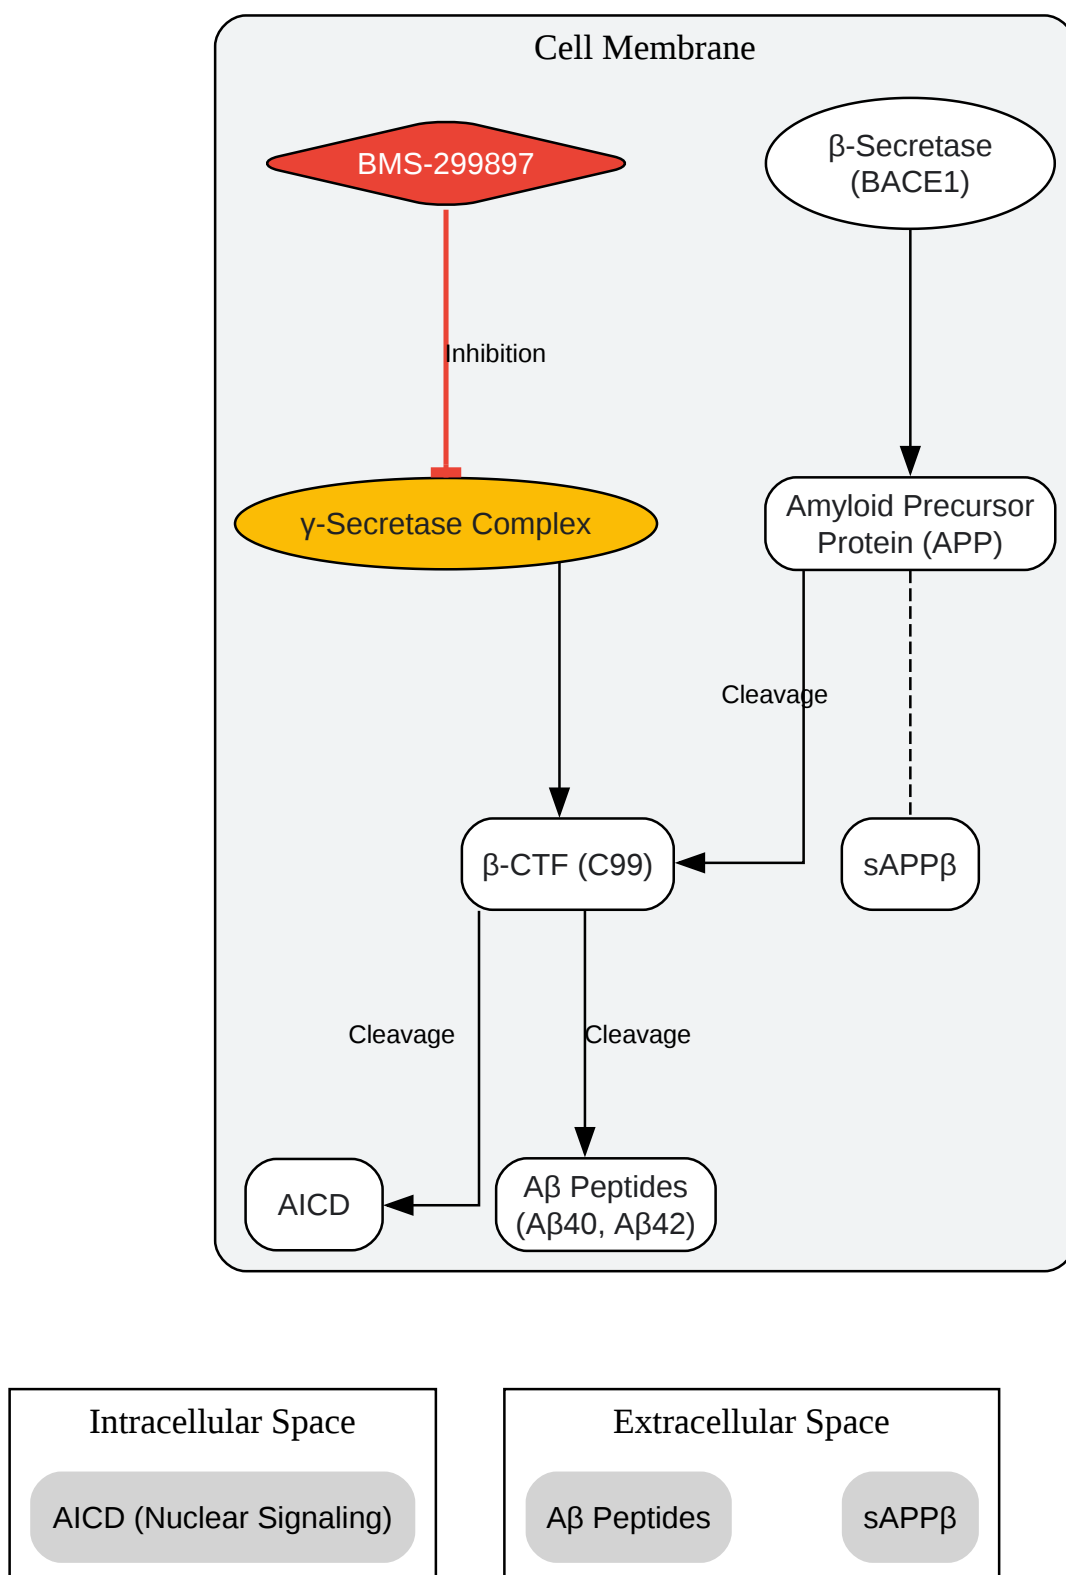 Cell Membrane
BMS-299897
β-Secretase
(BACE1)
Inhibition
γ-Secretase Complex
Amyloid Precursor
Protein (APP)
Cleavage
β-CTF (C99)
sAPPβ
Cleavage
Cleavage
AICD
Aβ Peptides
(Aβ40, Aβ42)
Intracellular Space
AICD (Nuclear Signaling)
Extracellular Space
Aβ Peptides
sAPPβ